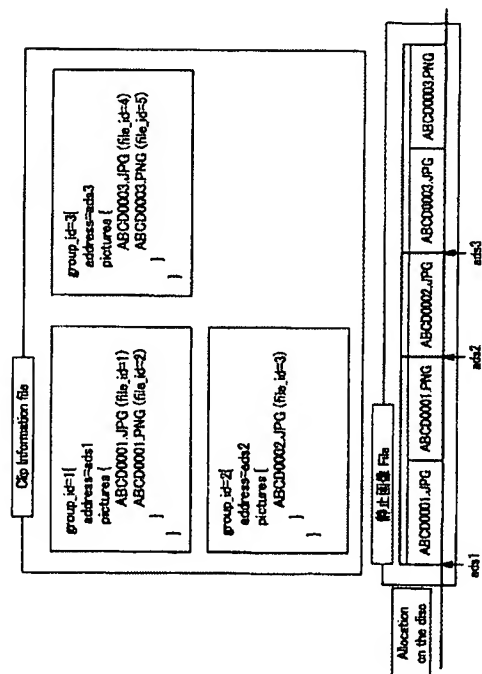 Clip Information file
group_id=1{
address=ads1
pictures {
ABCD0001.JPG (file_id=1)
ABCD0001.PNG (file_id=2)
}
}
group_id=2{
address=ads2
pictures {
ABCD0002.JPG (file_id=3)
}
}
group_id=3{
address=ads3
pictures {
ABCD0003.JPG (file_id=4)
ABCD0003.PNG (file_id=5)
}
}
静止画像 File
Allocation
on the disc
ABCD0001.JPG
ABCD0001.PNG
ABCD0002.JPG
ABCD0003.JPG
ABCD0003.PNG
ads1
ads2
ads3